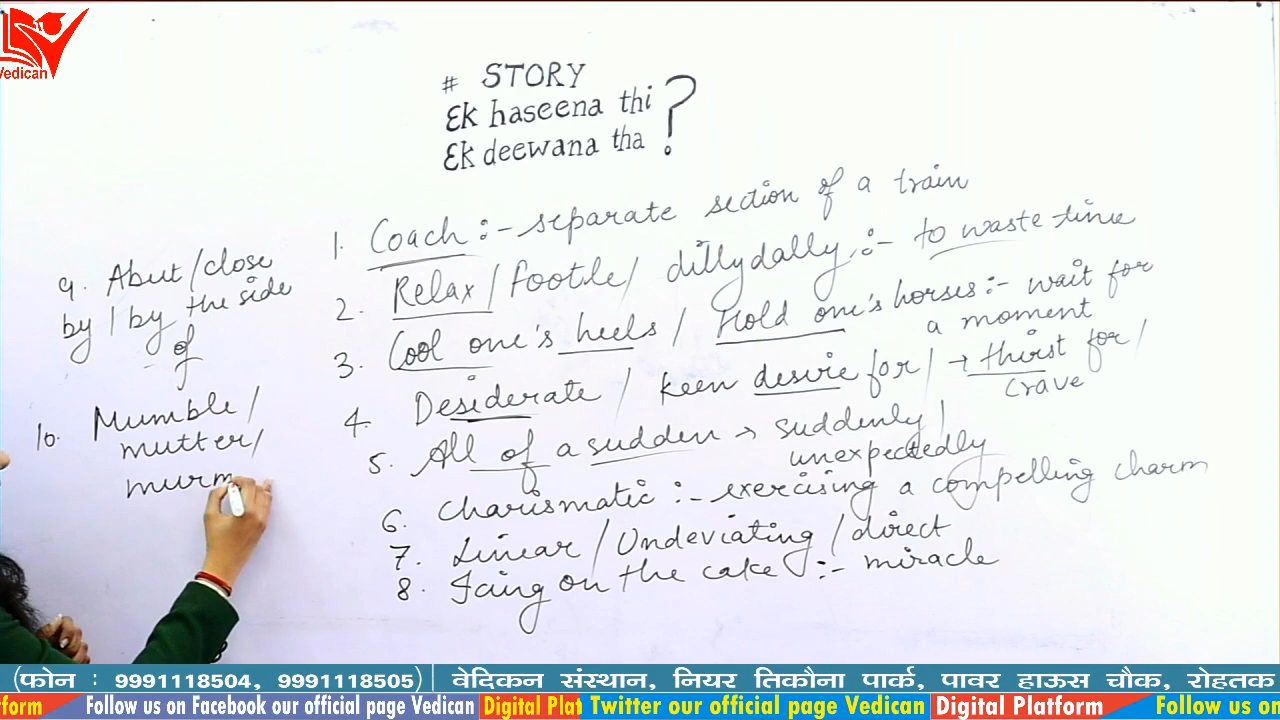 Vedican
# STORY
Ek haseena thi
Ek deewana tha ?
1. Coach :- separate section of a train
2. Relax / footle / dillydally :- to waste time
3. Cool one's heels / Hold one's horses :- wait for
a moment
4. Desiderate / keen desire for / → thirst for /
crave
5. All of a sudden → suddenly /
unexpectedly
6. Charismatic :- exercising a compelling charm
7. Linear / Undeviating / direct
8. Icing on the cake :- miracle
9. Abut / close
by / by the side
of
10. Mumble /
mutter /
murm
(फोन : 9991118504, 9991118505) | वेदिकन संस्थान, नियर तिकौना पार्क, पावर हाऊस चौक, रोहतक
form Follow us on Facebook our official page Vedican Digital Plat Twitter our official page Vedican Digital Platform Follow us on